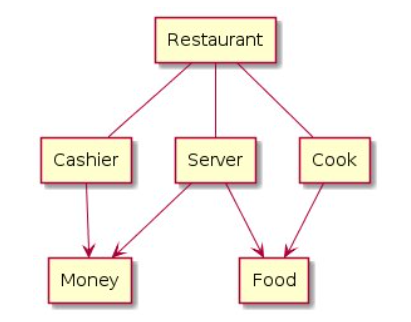 Restaurant
Cashier
Server
Cook
Money
Food